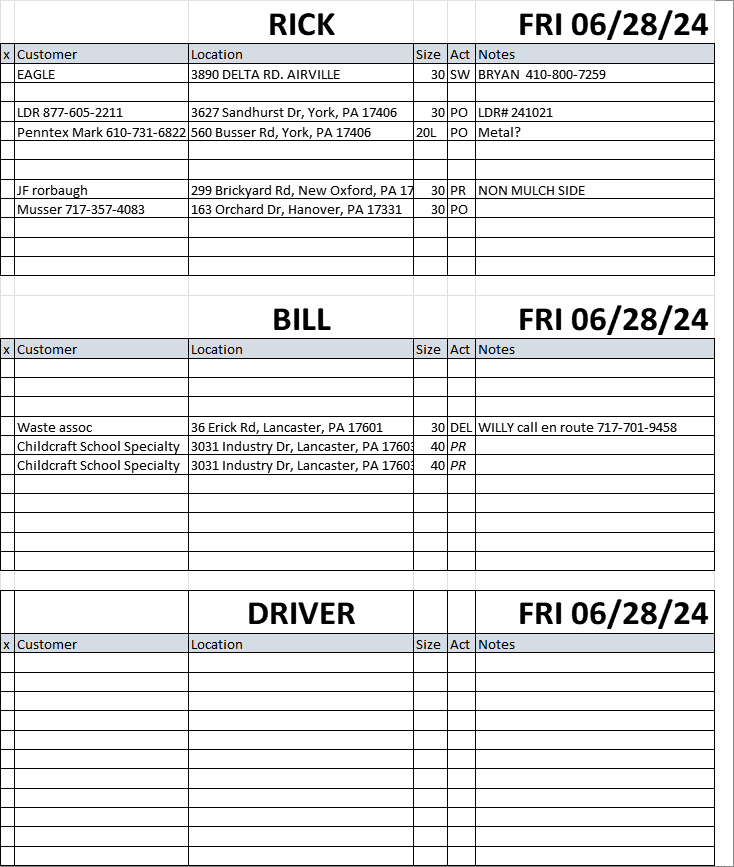 RICK FRI 06/28/24
x Customer Location Size Act Notes
EAGLE 3890 DELTA RD. AIRVILLE 30 SW BRYAN  410-800-7259
LDR 877-605-2211 3627 Sandhurst Dr, York, PA 17406 30 PO LDR# 241021
Penntex Mark 610-731-6822 560 Busser Rd, York, PA 17406 20L PO Metal?
JF rorbaugh 299 Brickyard Rd, New Oxford, PA 17 30 PR NON MULCH SIDE
Musser 717-357-4083 163 Orchard Dr, Hanover, PA 17331 30 PO
BILL FRI 06/28/24
x Customer Location Size Act Notes
Waste assoc 36 Erick Rd, Lancaster, PA 17601 30 DEL WILLY call en route 717-701-9458
Childcraft School Specialty 3031 Industry Dr, Lancaster, PA 17603 40 PR
Childcraft School Specialty 3031 Industry Dr, Lancaster, PA 17603 40 PR
DRIVER FRI 06/28/24
x Customer Location Size Act Notes